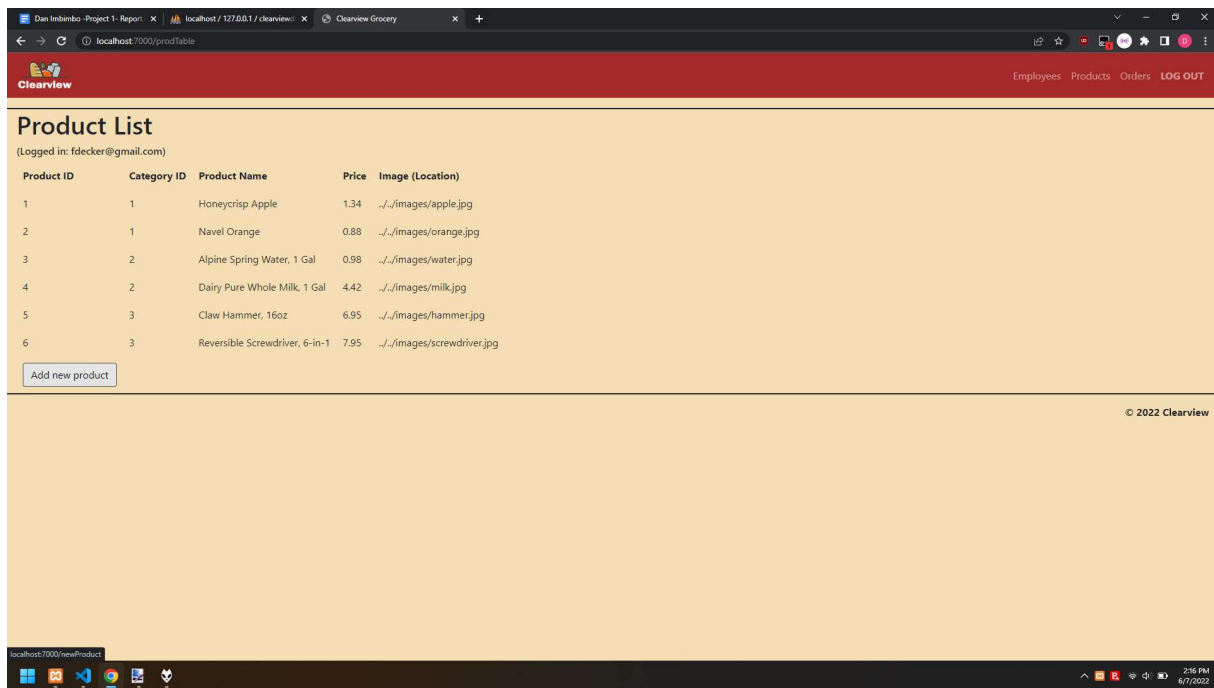 Dan Imbimbo -Project 1- Report.
localhost / 127.0.0.1 / clearviewd
Clearview Grocery
localhost:7000/prodTable
Clearview
Employees Products Orders LOG OUT
Product List
(Logged in: fdecker@gmail.com)
Product ID Category ID Product Name Price Image (Location)
1 1 Honeycrisp Apple 1.34 ../../images/apple.jpg
2 1 Navel Orange 0.88 ../../images/orange.jpg
3 2 Alpine Spring Water, 1 Gal 0.98 ../../images/water.jpg
4 2 Dairy Pure Whole Milk, 1 Gal 4.42 ../../images/milk.jpg
5 3 Claw Hammer, 16oz 6.95 ../../images/hammer.jpg
6 3 Reversible Screwdriver, 6-in-1 7.95 ../../images/screwdriver.jpg
Add new product
© 2022 Clearview
localhost:7000/newProduct
2:16 PM
6/7/2022